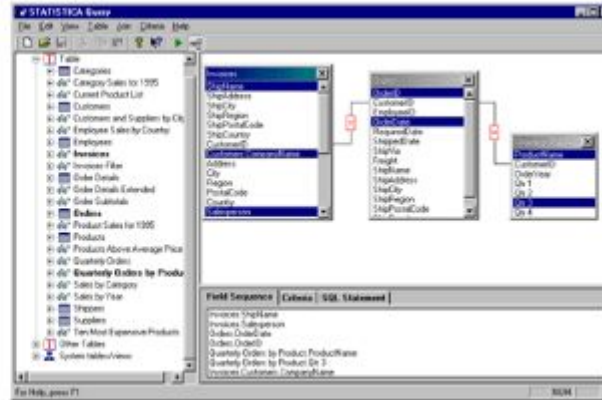 STATISTICA Query
File Edit View Table Join Criteria Help
Table
Categories
Category Sales for 1995
Current Product List
Customers
Customers and Suppliers by City
Employee Sales by Country
Employees
Invoices
Invoices Filter
Order Details
Order Details Extended
Order Subtotals
Orders
Product Sales for 1995
Products
Products Above Average Price
Quarterly Orders
Quarterly Orders by Produ
Sales by Category
Sales by Year
Shippers
Suppliers
Ten Most Expensive Products
Other Tables
System tables/views
Invoices
ShipName
ShipAddress
ShipCity
ShipRegion
ShipPostalCode
ShipCountry
CustomerID
Customers.CompanyName
Address
City
Region
PostalCode
Country
Salesperson
OrderID
CustomerID
EmployeeID
OrderDate
RequiredDate
ShippedDate
ShipVia
Freight
ShipName
ShipAddress
ShipCity
ShipRegion
ShipPostalCode
ProductName
CustomerID
OrderYear
Qtr 1
Qtr 2
Qtr 3
Qtr 4
Field Sequence Criteria SQL Statement
Invoices.ShipName
Invoices.Salesperson
Orders.OrderDate
Orders.OrderID
Quarterly Orders by Product.ProductName
Quarterly Orders by Product.Qtr 3
Invoices.Customers.CompanyName
For Help, press F1
NUM